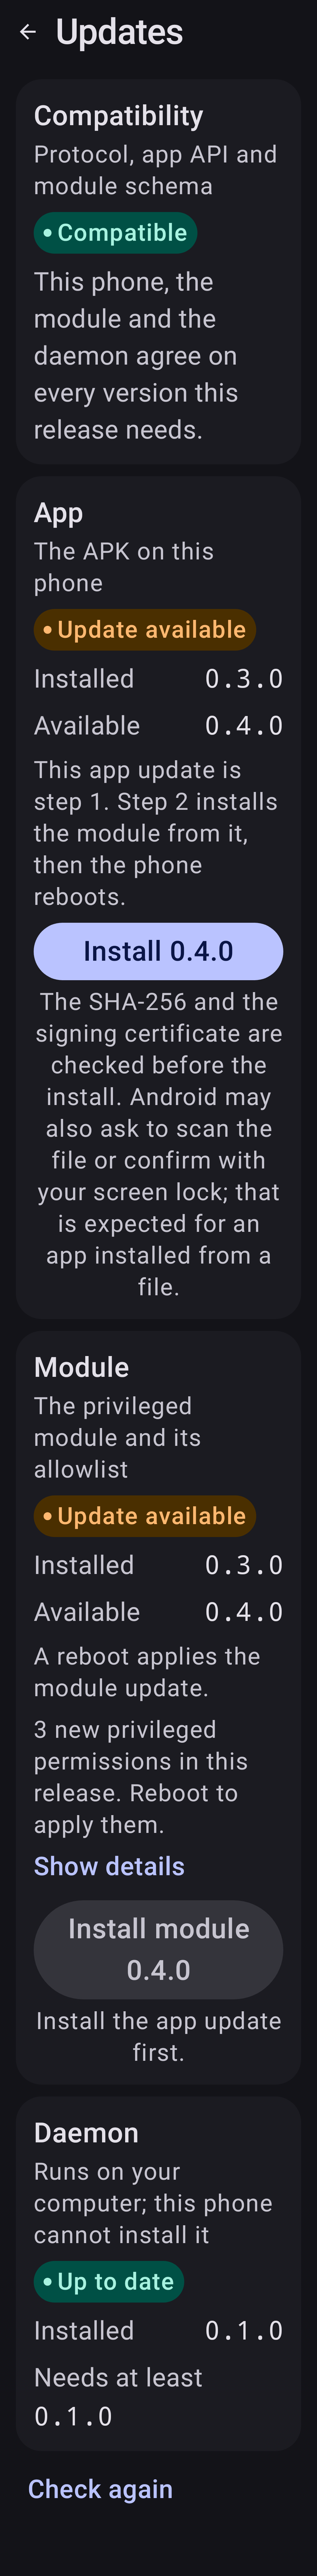 Updates
Compatibility
Protocol, app API and
module schema
• Compatible
This phone, the
module and the
daemon agree on
every version this
release needs.
App
The APK on this
phone
• Update available
Installed 0.3.0
Available 0.4.0
This app update is
step 1. Step 2 installs
the module from it,
then the phone
reboots.
Install 0.4.0
The SHA-256 and the
signing certificate are
checked before the
install. Android may
also ask to scan the
file or confirm with
your screen lock; that
is expected for an
app installed from a
file.
Module
The privileged
module and its
allowlist
• Update available
Installed 0.3.0
Available 0.4.0
A reboot applies the
module update.
3 new privileged
permissions in this
release. Reboot to
apply them.
Show details
Install module
0.4.0
Install the app update
first.
Daemon
Runs on your
computer; this phone
cannot install it
• Up to date
Installed 0.1.0
Needs at least
0.1.0
Check again